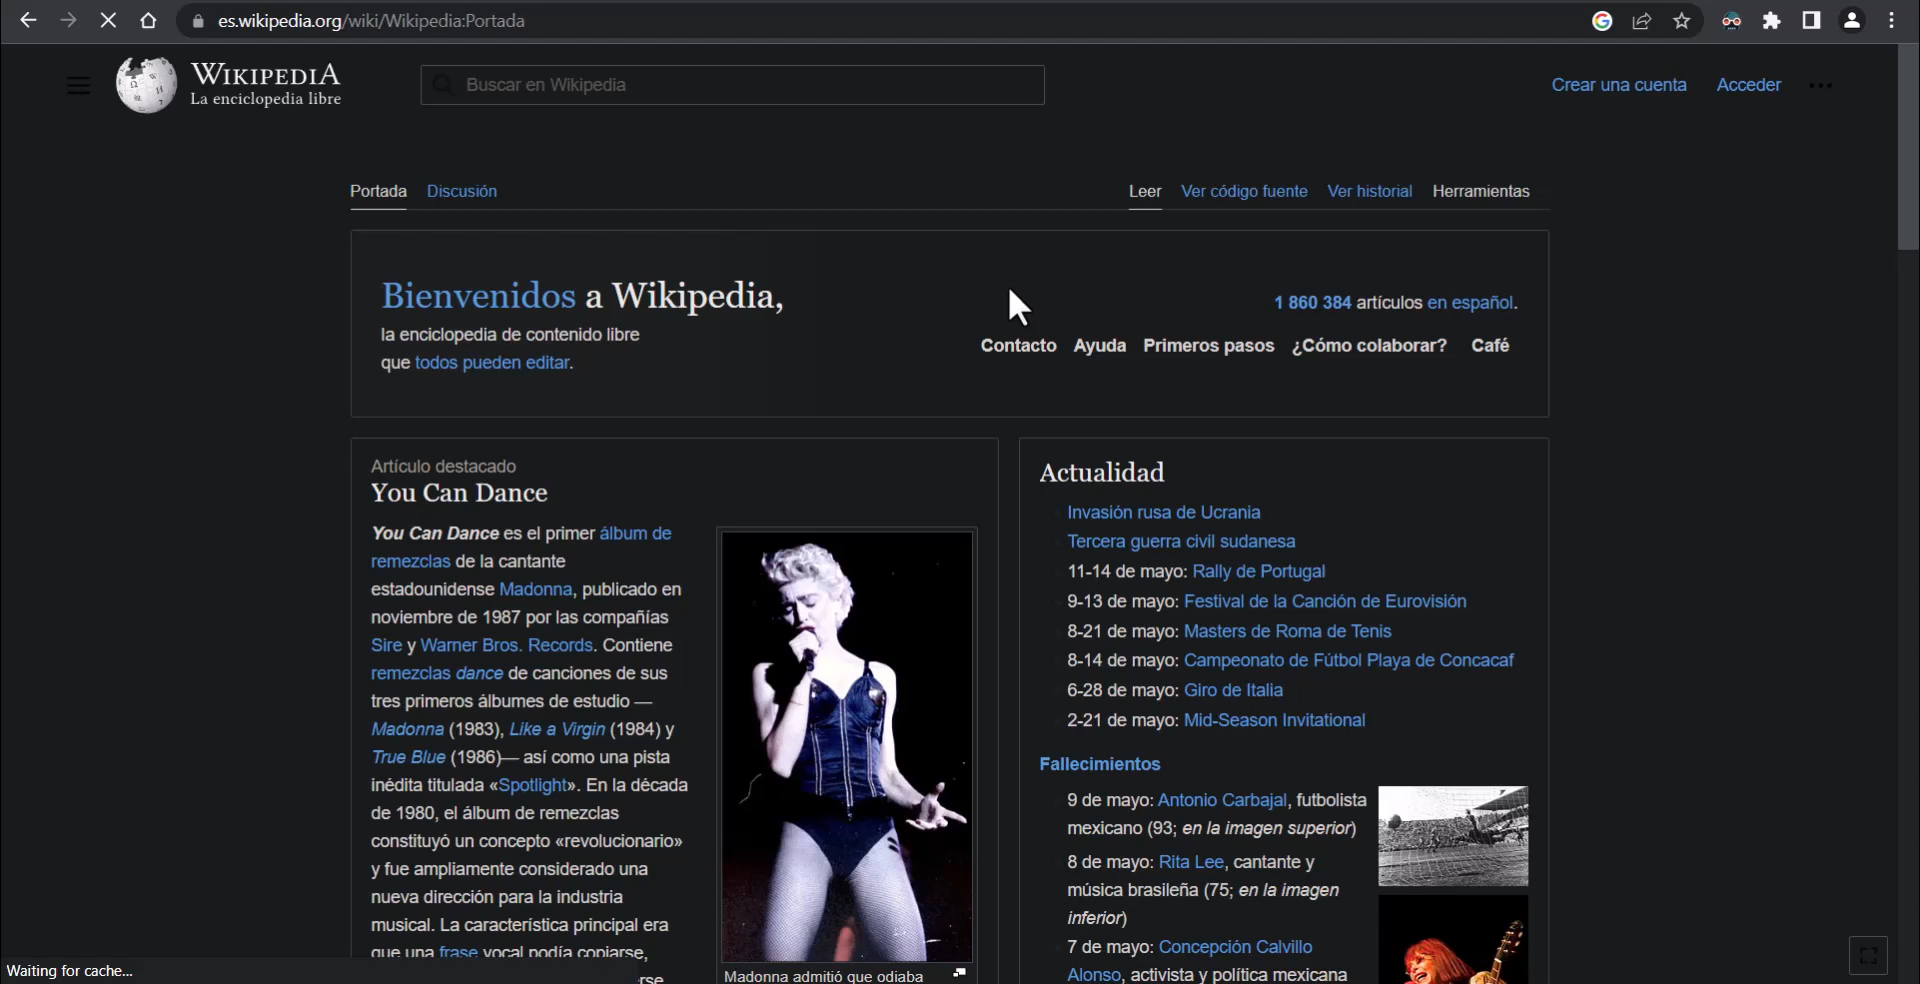 es.wikipedia.org/wiki/Wikipedia:Portada
WIKIPEDIA
La enciclopedia libre
Buscar en Wikipedia
Crear una cuenta
Acceder
Portada
Discusión
Leer
Ver código fuente
Ver historial
Herramientas
Bienvenidos a Wikipedia,
la enciclopedia de contenido libre
que todos pueden editar.
1 860 384 artículos en español.
Contacto Ayuda Primeros pasos ¿Cómo colaborar? Café
Artículo destacado
You Can Dance
You Can Dance es el primer álbum de
remezclas de la cantante
estadounidense Madonna, publicado en
noviembre de 1987 por las compañías
Sire y Warner Bros. Records. Contiene
remezclas dance de canciones de sus
tres primeros álbumes de estudio —
Madonna (1983), Like a Virgin (1984) y
True Blue (1986)— así como una pista
inédita titulada «Spotlight». En la década
de 1980, el álbum de remezclas
constituyó un concepto «revolucionario»
y fue ampliamente considerado una
nueva dirección para la industria
musical. La característica principal era
que una frase vocal podía copiarse,
Madonna admitió que odiaba
Actualidad
Invasión rusa de Ucrania
Tercera guerra civil sudanesa
11-14 de mayo: Rally de Portugal
9-13 de mayo: Festival de la Canción de Eurovisión
8-21 de mayo: Masters de Roma de Tenis
8-14 de mayo: Campeonato de Fútbol Playa de Concacaf
6-28 de mayo: Giro de Italia
2-21 de mayo: Mid-Season Invitational
Fallecimientos
9 de mayo: Antonio Carbajal, futbolista
mexicano (93; en la imagen superior)
8 de mayo: Rita Lee, cantante y
música brasileña (75; en la imagen
inferior)
7 de mayo: Concepción Calvillo
Alonso, activista y política mexicana
Waiting for cache...